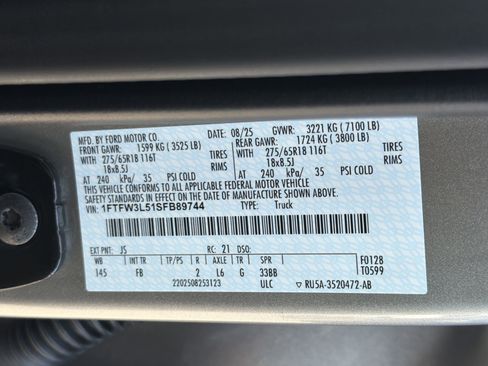 MFD. BY FORD MOTOR CO. DATE: 08/25 GVWR: 3221 KG ( 7100 LB)
FRONT GAWR: 1599 KG ( 3525 LB) REAR GAWR: 1724 KG ( 3800 LB)
WITH 275/65R18 116T TIRES WITH 275/65R18 116T TIRES
18x8.5J RIMS 18x8.5J RIMS
AT 240 kPa/ 35 PSI COLD AT 240 kPa/ 35 PSI COLD
THIS VEHICLE CONFORMS TO ALL APPLICABLE FEDERAL MOTOR VEHICLE
SAFETY STANDARDS IN EFFECT ON THE DATE OF MANUFACTURE SHOWN ABOVE.
VIN: 1FTFW3L51SFB89744 TYPE: Truck
EXT PNT: JS RC: 21 DSO:
WB INT TR TP/PS R AXLE TR SPR F0128
145 FB 2 L6 G 33BB T0599
2202508253123 ULC ▽ RU5A-3520472-AB